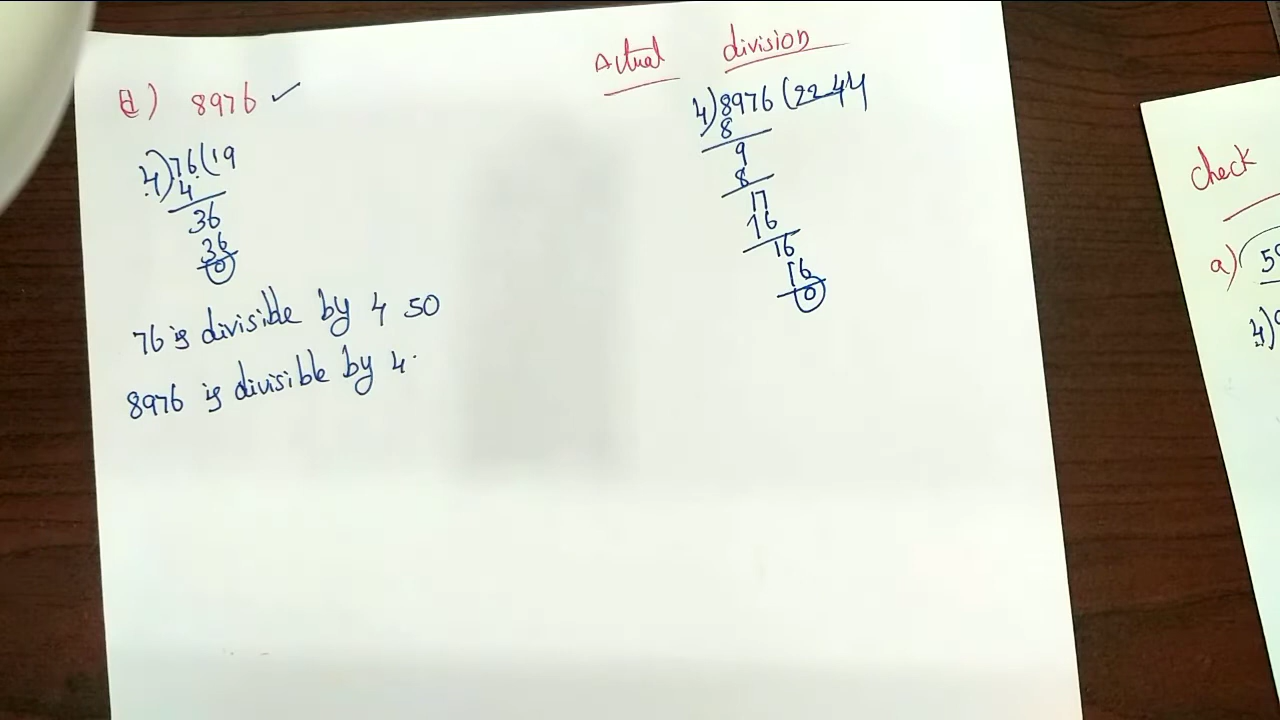 d) 8976 ✓
4)76(19
4
36
36
0
76 is divisible by 4 so
8976 is divisible by 4.
Actual division
4)8976(2244
8
9
8
17
16
16
16
0
check
a)
4)